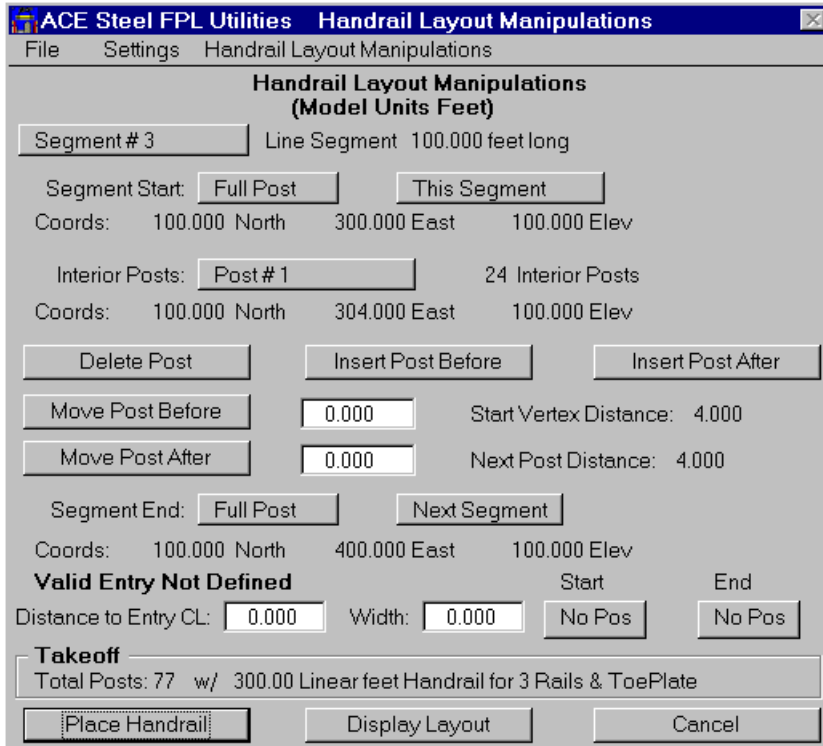 ACE Steel FPL Utilities Handrail Layout Manipulations
File Settings Handrail Layout Manipulations
Handrail Layout Manipulations
(Model Units Feet)
Segment # 3 Line Segment 100.000 feet long
Segment Start: Full Post This Segment
Coords: 100.000 North 300.000 East 100.000 Elev
Interior Posts: Post # 1 24 Interior Posts
Coords: 100.000 North 304.000 East 100.000 Elev
Delete Post Insert Post Before Insert Post After
Move Post Before 0.000 Start Vertex Distance: 4.000
Move Post After 0.000 Next Post Distance: 4.000
Segment End: Full Post Next Segment
Coords: 100.000 North 400.000 East 100.000 Elev
Valid Entry Not Defined Start End
Distance to Entry CL: 0.000 Width: 0.000 No Pos No Pos
Takeoff
Total Posts: 77 w/ 300.00 Linear feet Handrail for 3 Rails & ToePlate
Place Handrail Display Layout Cancel